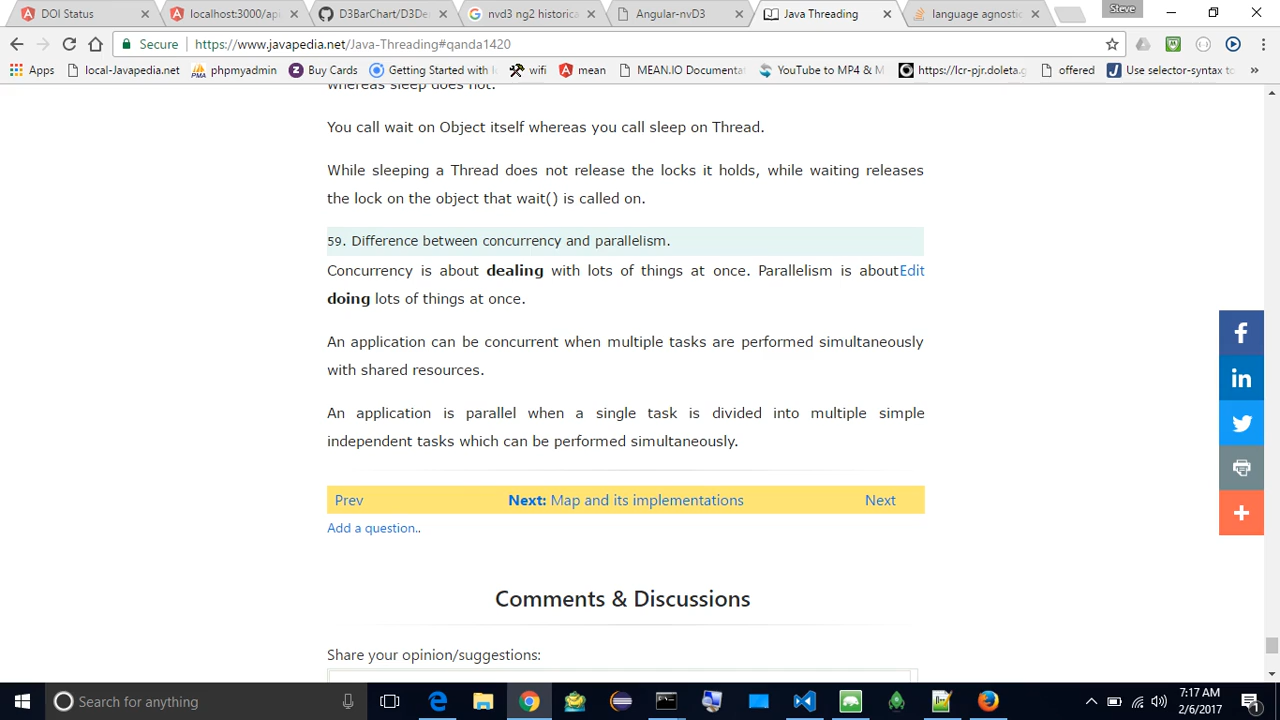 DOI Status
localhost:3000/api
D3BarChart/D3De
nvd3 ng2 historica
Angular-nvD3
Java Threading
language agnostic
Steve
Secure
https://www.javapedia.net/Java-Threading#qanda1420
Apps
local-Javapedia.net
phpmyadmin
Buy Cards
Getting Started with
wifi
mean
MEAN.IO Documenta
YouTube to MP4 & M
https://lcr-pjr.doleta.g
offered
Use selector-syntax to
»
whereas sleep does not.
You call wait on Object itself whereas you call sleep on Thread.
While sleeping a Thread does not release the locks it holds, while waiting releases
the lock on the object that wait() is called on.
59. Difference between concurrency and parallelism.
Concurrency is about dealing with lots of things at once. Parallelism is about
Edit
doing lots of things at once.
An application can be concurrent when multiple tasks are performed simultaneously
with shared resources.
An application is parallel when a single task is divided into multiple simple
independent tasks which can be performed simultaneously.
Prev
Next: Map and its implementations
Next
Add a question..
Comments & Discussions
Share your opinion/suggestions:
Search for anything
7:17 AM
2/6/2017